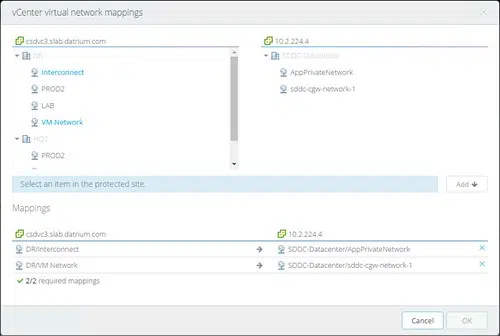 vCenter virtual network mappings
csdvc3.slab.datrium.com
10.2.224.4
DR
SDDC-Datacenter
Interconnect
AppPrivateNetwork
PROD2
sddc-cgw-network-1
LAB
VM Network
HQ2
PROD2
Select an item in the protected site.
Add
Mappings
csdvc3.slab.datrium.com
10.2.224.4
DR/Interconnect
SDDC-Datacenter/AppPrivateNetwork
DR/VM Network
SDDC-Datacenter/sddc-cgw-network-1
2/2 required mappings
Cancel
OK